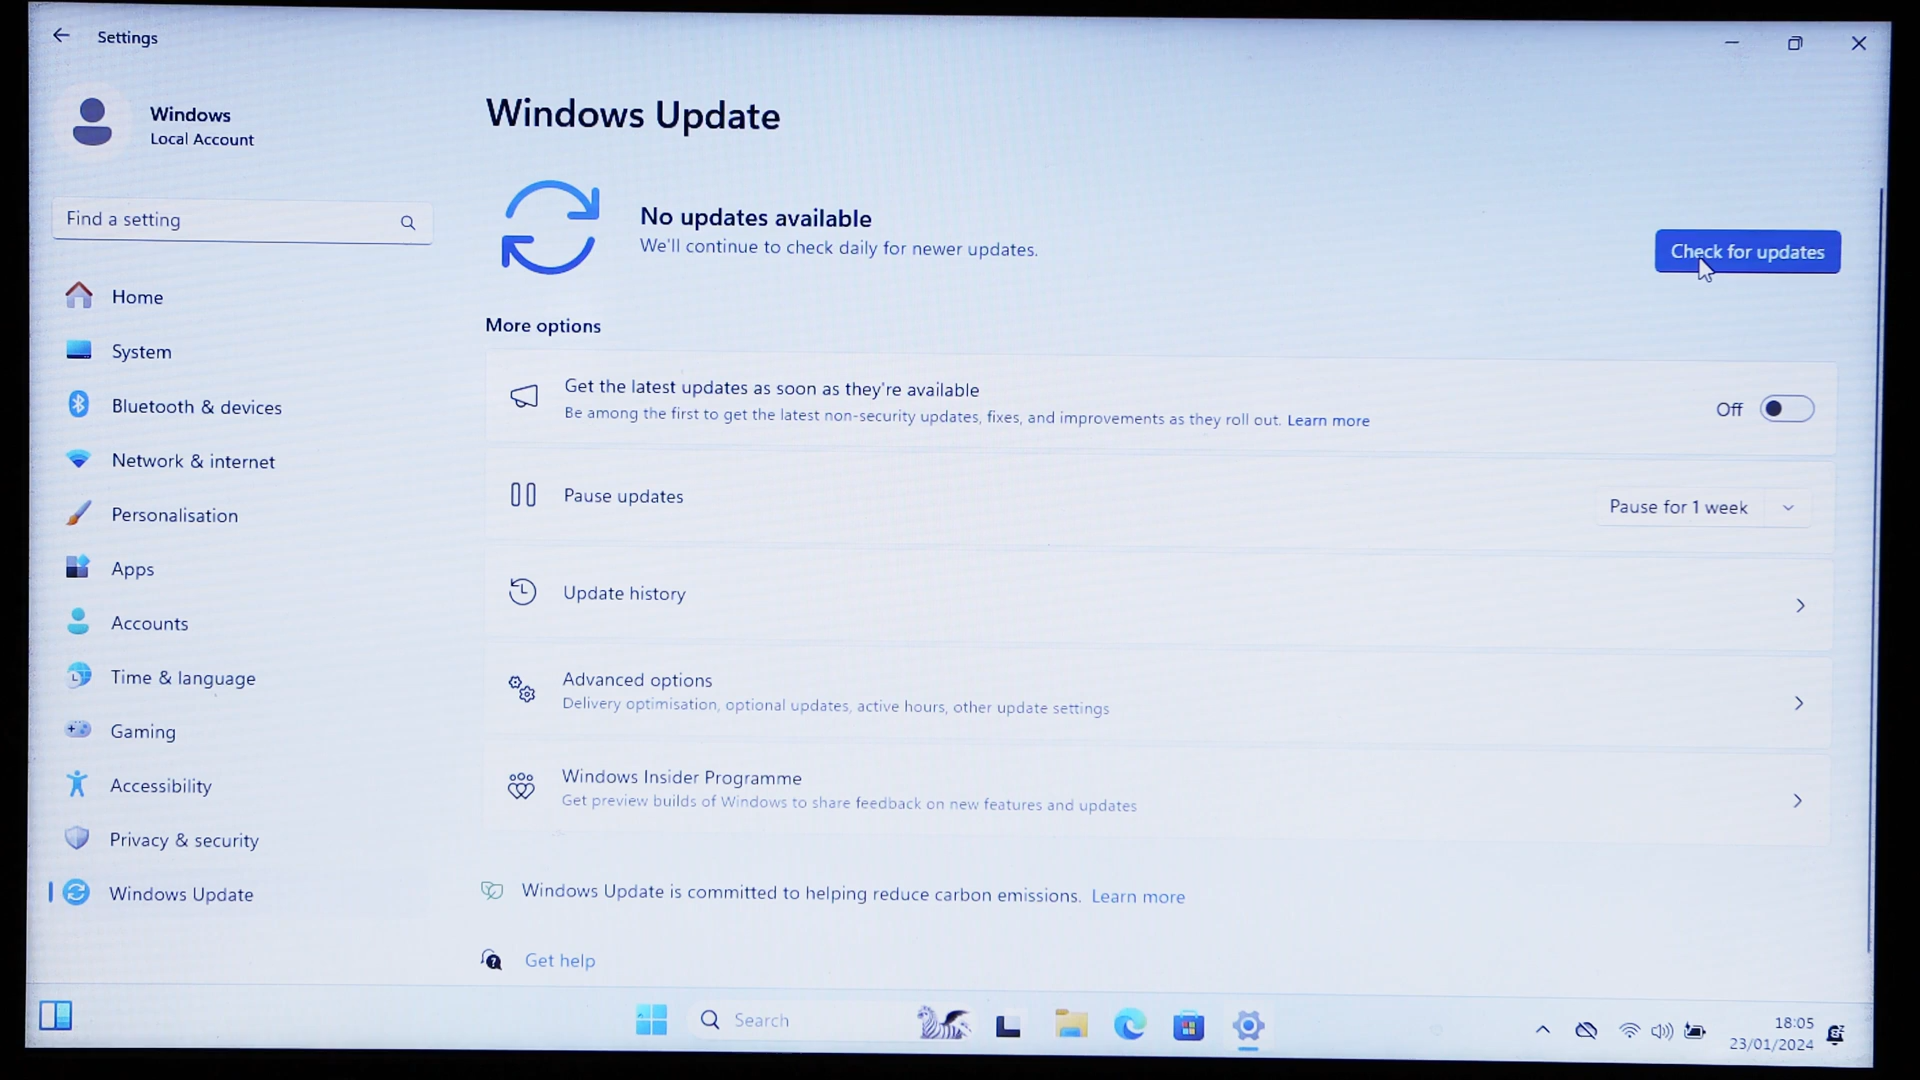 Settings
Windows
Local Account
Find a setting
Home
System
Bluetooth & devices
Network & internet
Personalisation
Apps
Accounts
Time & language
Gaming
Accessibility
Privacy & security
Windows Update
Windows Update
No updates available
We'll continue to check daily for newer updates.
Check for updates
More options
Get the latest updates as soon as they're available
Be among the first to get the latest non-security updates, fixes, and improvements as they roll out. Learn more
Off
Pause updates
Pause for 1 week
Update history
Advanced options
Delivery optimisation, optional updates, active hours, other update settings
Windows Insider Programme
Get preview builds of Windows to share feedback on new features and updates
Windows Update is committed to helping reduce carbon emissions. Learn more
Get help
Search
18:05
23/01/2024